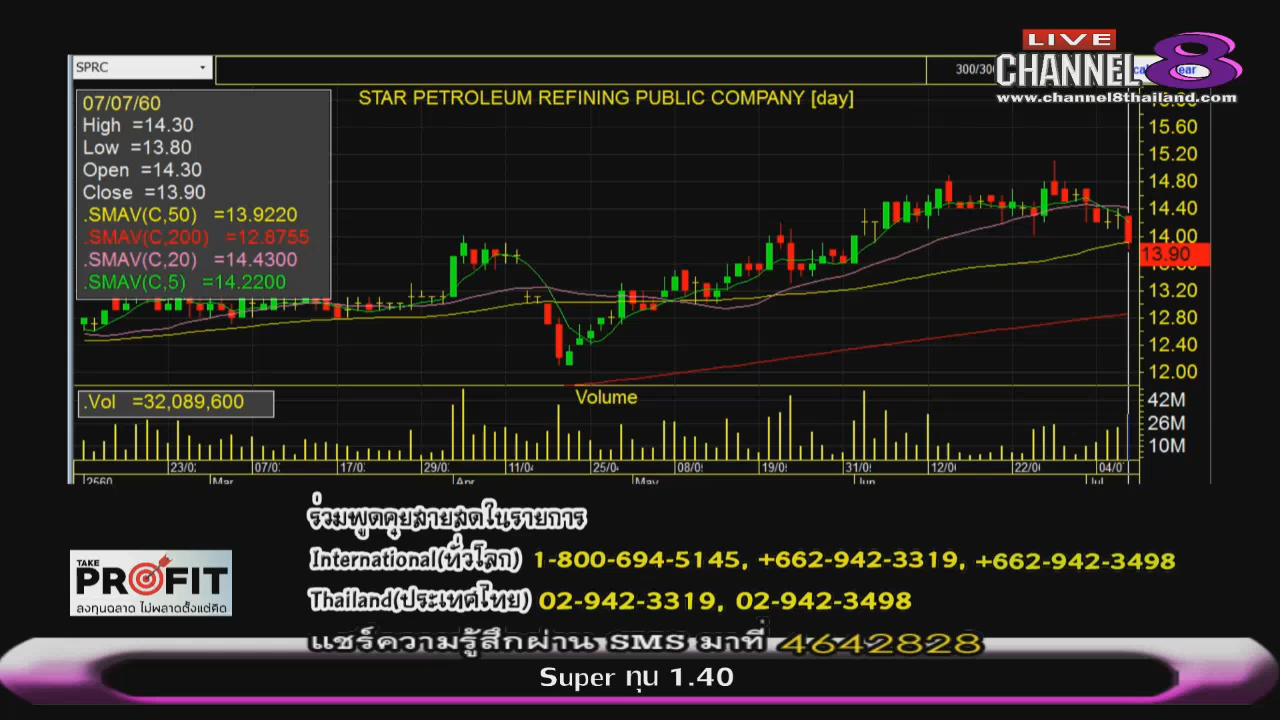 LIVE
CHANNEL 8
www.channel8thailand.com
SPRC
STAR PETROLEUM REFINING PUBLIC COMPANY [day]
07/07/60
High =14.30
Low =13.80
Open =14.30
Close =13.90
.SMAV(C,50) =13.9220
.SMAV(C,200) =12.8755
.SMAV(C,20) =14.4300
.SMAV(C,5) =14.2200
15.60
15.20
14.80
14.40
14.00
13.90
13.60
13.20
12.80
12.40
12.00
.Vol =32,089,600
Volume
42M
26M
10M
23/0 07/0 17/0 29/0 11/0 25/0 08/0 19/0 31/0 12/0 22/0 04/0
2560 Mar Apr May Jun Jul
ร่วมพูดคุยสายสดในรายการ
International(ทั่วโลก) 1-800-694-5145, +662-942-3319, +662-942-3498
Thailand(ประเทศไทย) 02-942-3319, 02-942-3498
แชร์ความรู้สึกผ่าน SMS มาที่ 4642828
TAKE
PROFIT
ลงทุนฉลาด ไม่พลาดตั้งแต่คิด
Super ทุน 1.40